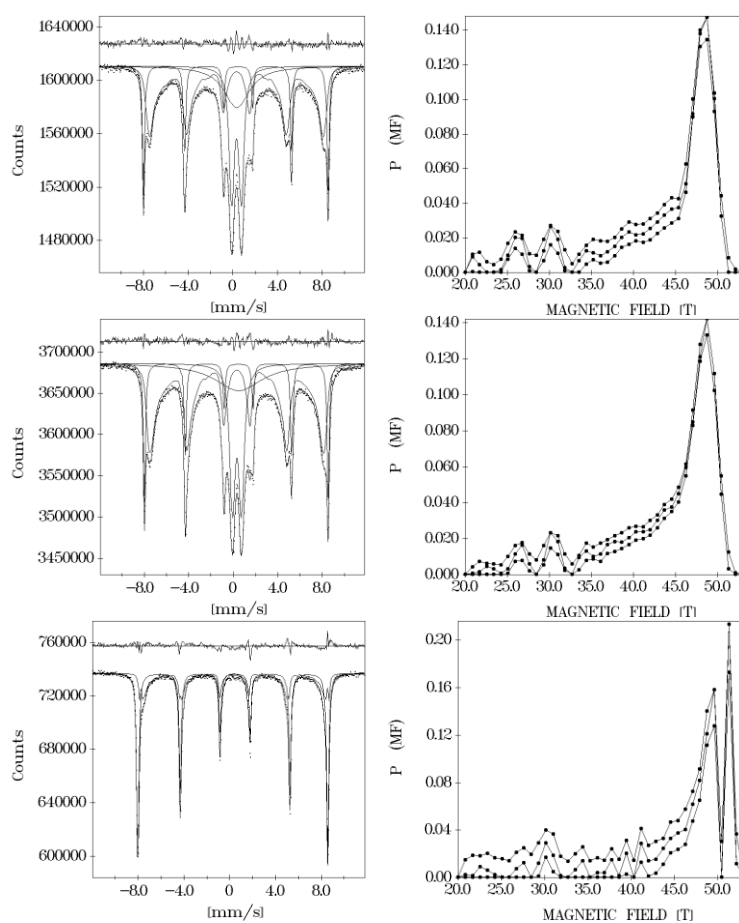 1640000
1600000
1560000
1520000
1480000
Counts
−8.0 −4.0 0 4.0 8.0
[mm/s]
0.140
0.120
0.100
0.080
0.060
0.040
0.020
0.000
P (MF)
20.0 25.0 30.0 35.0 40.0 45.0 50.0
MAGNETIC FIELD [T]
3700000
3650000
3600000
3550000
3500000
3450000
Counts
−8.0 −4.0 0 4.0 8.0
[mm/s]
0.140
0.120
0.100
0.080
0.060
0.040
0.020
0.000
P (MF)
20.0 25.0 30.0 35.0 40.0 45.0 50.0
MAGNETIC FIELD [T]
760000
720000
680000
640000
600000
Counts
−8.0 −4.0 0 4.0 8.0
[mm/s]
0.20
0.16
0.12
0.08
0.04
0.00
P (MF)
20.0 25.0 30.0 35.0 40.0 45.0 50.0
MAGNETIC FIELD [T]